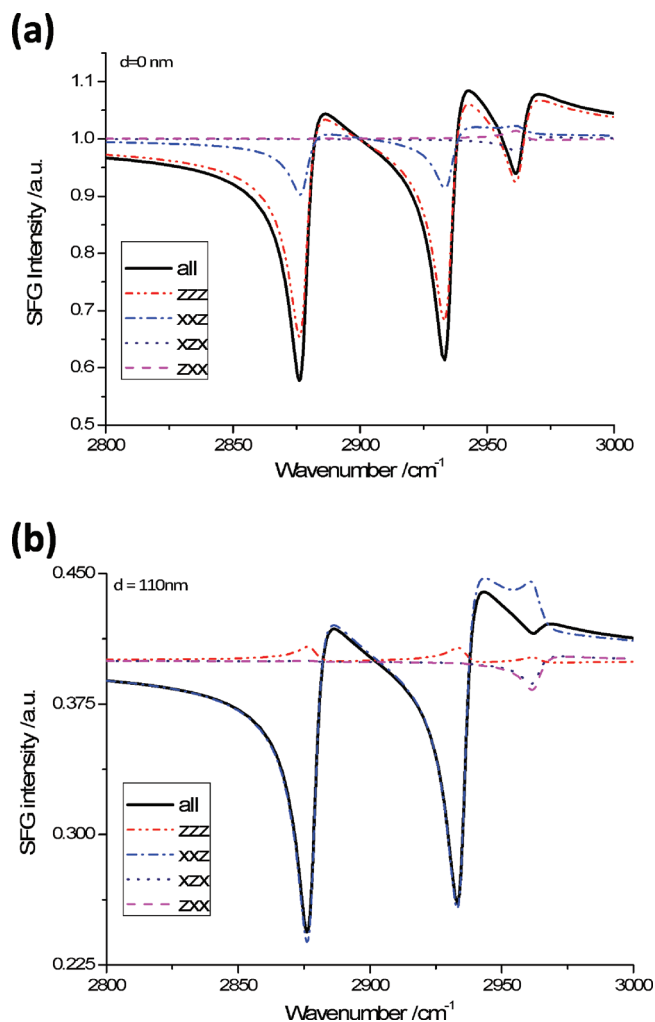 (a)
d=0 nm
1.1
1.0
0.9
0.8
0.7
0.6
0.5
SFG Intensity /a.u.
all
zzz
xxz
xzx
zxx
2800 2850 2900 2950 3000
Wavenumber /cm⁻¹
(b)
d = 110nm
0.450
0.375
0.300
0.225
SFG intensity /a.u.
all
zzz
xxz
xzx
zxx
2800 2850 2900 2950 3000
Wavenumber /cm⁻¹